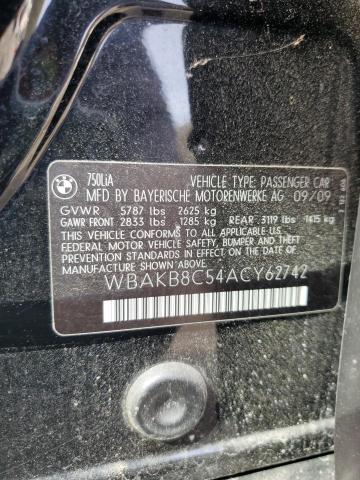 BMW
750LiA VEHICLE TYPE: PASSENGER CAR
MFD BY BAYERISCHE MOTORENWERKE AG 09/09
GVWR 5787 lbs 2625 kg
GAWR FRONT 2833 lbs 1285 kg REAR 3119 lbs 1415 kg
THIS VEHICLE CONFORMS TO ALL APPLICABLE
U.S. FEDERAL MOTOR VEHICLE SAFETY, BUMPER,
AND THEFT PREVENTION STANDARDS IN EFFECT
ON THE DATE OF MANUFACTURE SHOWN ABOVE.
WBAKB8C54ACY62742